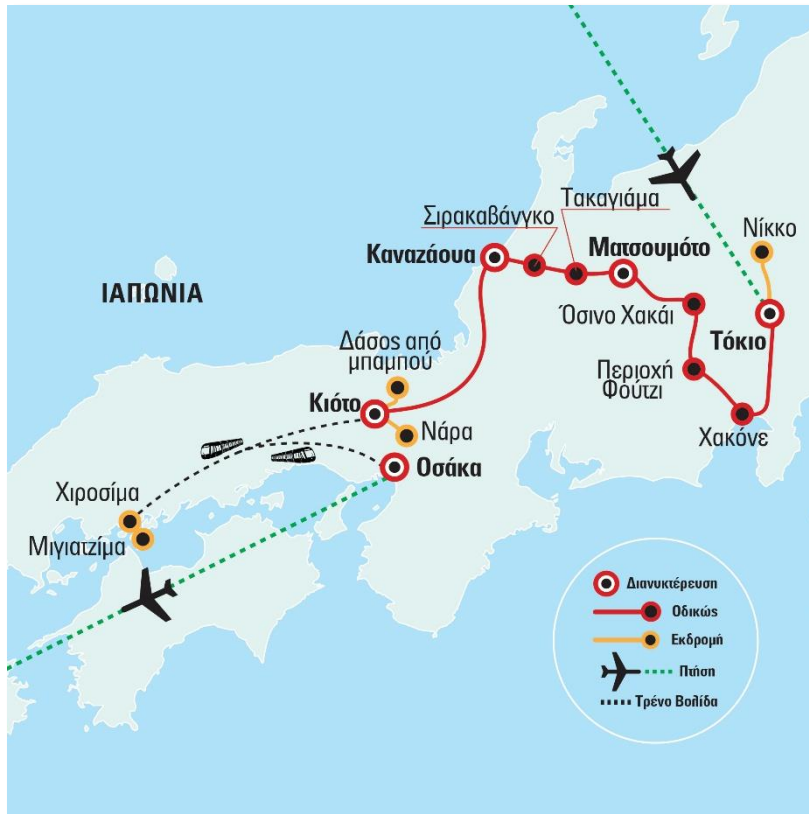 Τακαγιάμα
Σιρακαβάνγκο
Νίκκο
Καναζάουα
Ματσουμότο
ΙΑΠΩΝΙΑ
Όσινο Χακάι
Τόκιο
Δάσος από
μπαμπού
Περιοχή
Φούτζι
Κιότο
Χακόνε
Νάρα
Οσάκα
Χιροσίμα
Μιγιατζίμα
Διανυκτέρευση
Οδικώς
Εκδρομή
Πτήση
Τρένο Βολίδα